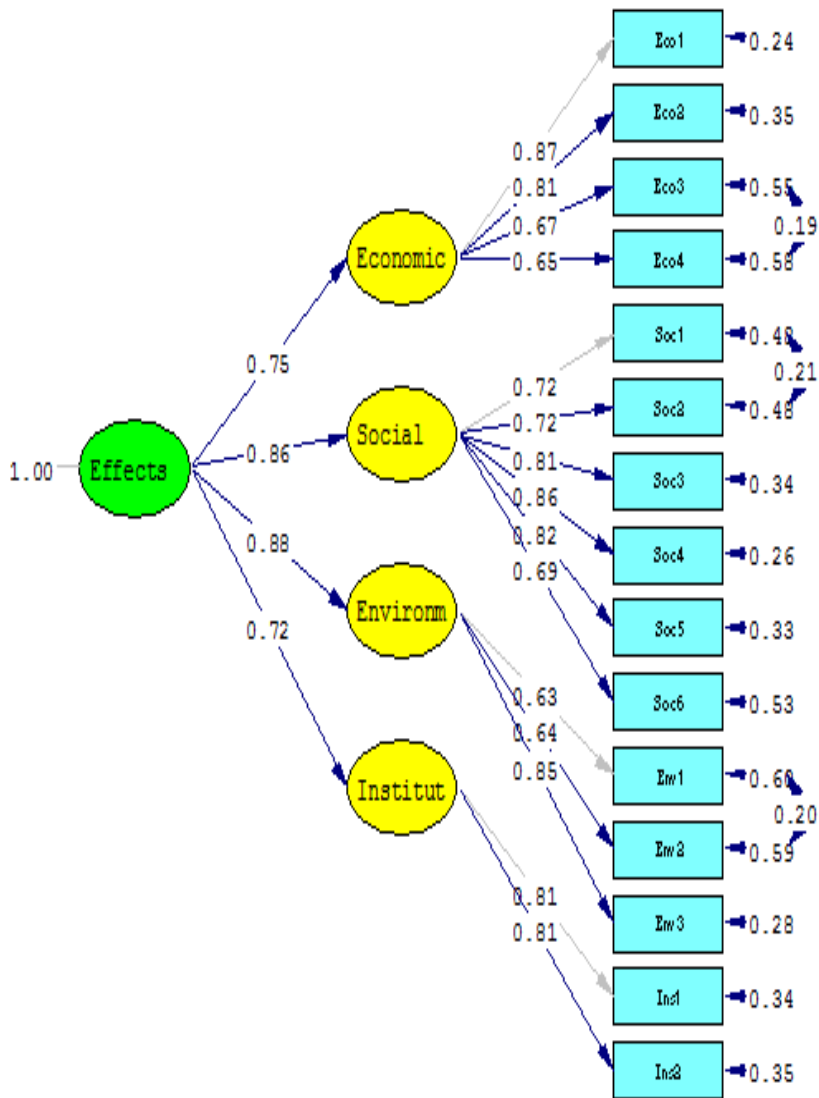 Eco1
0.24
Eco2
0.35
0.87
0.81
Eco3
0.55
0.67
0.19
Economic
0.65
Eco4
0.58
Soc1
0.48
0.75
0.21
0.72
0.72
Soc2
0.48
Social
0.86
0.81
1.00
Effects
Soc3
0.34
0.86
0.82
0.88
Soc4
0.26
0.69
Environm
0.72
Soc5
0.33
0.63
Soc6
0.53
0.64
0.85
Env1
0.60
Institut
0.20
Env2
0.59
0.81
Env3
0.28
0.81
Ins1
0.34
Ins2
0.35